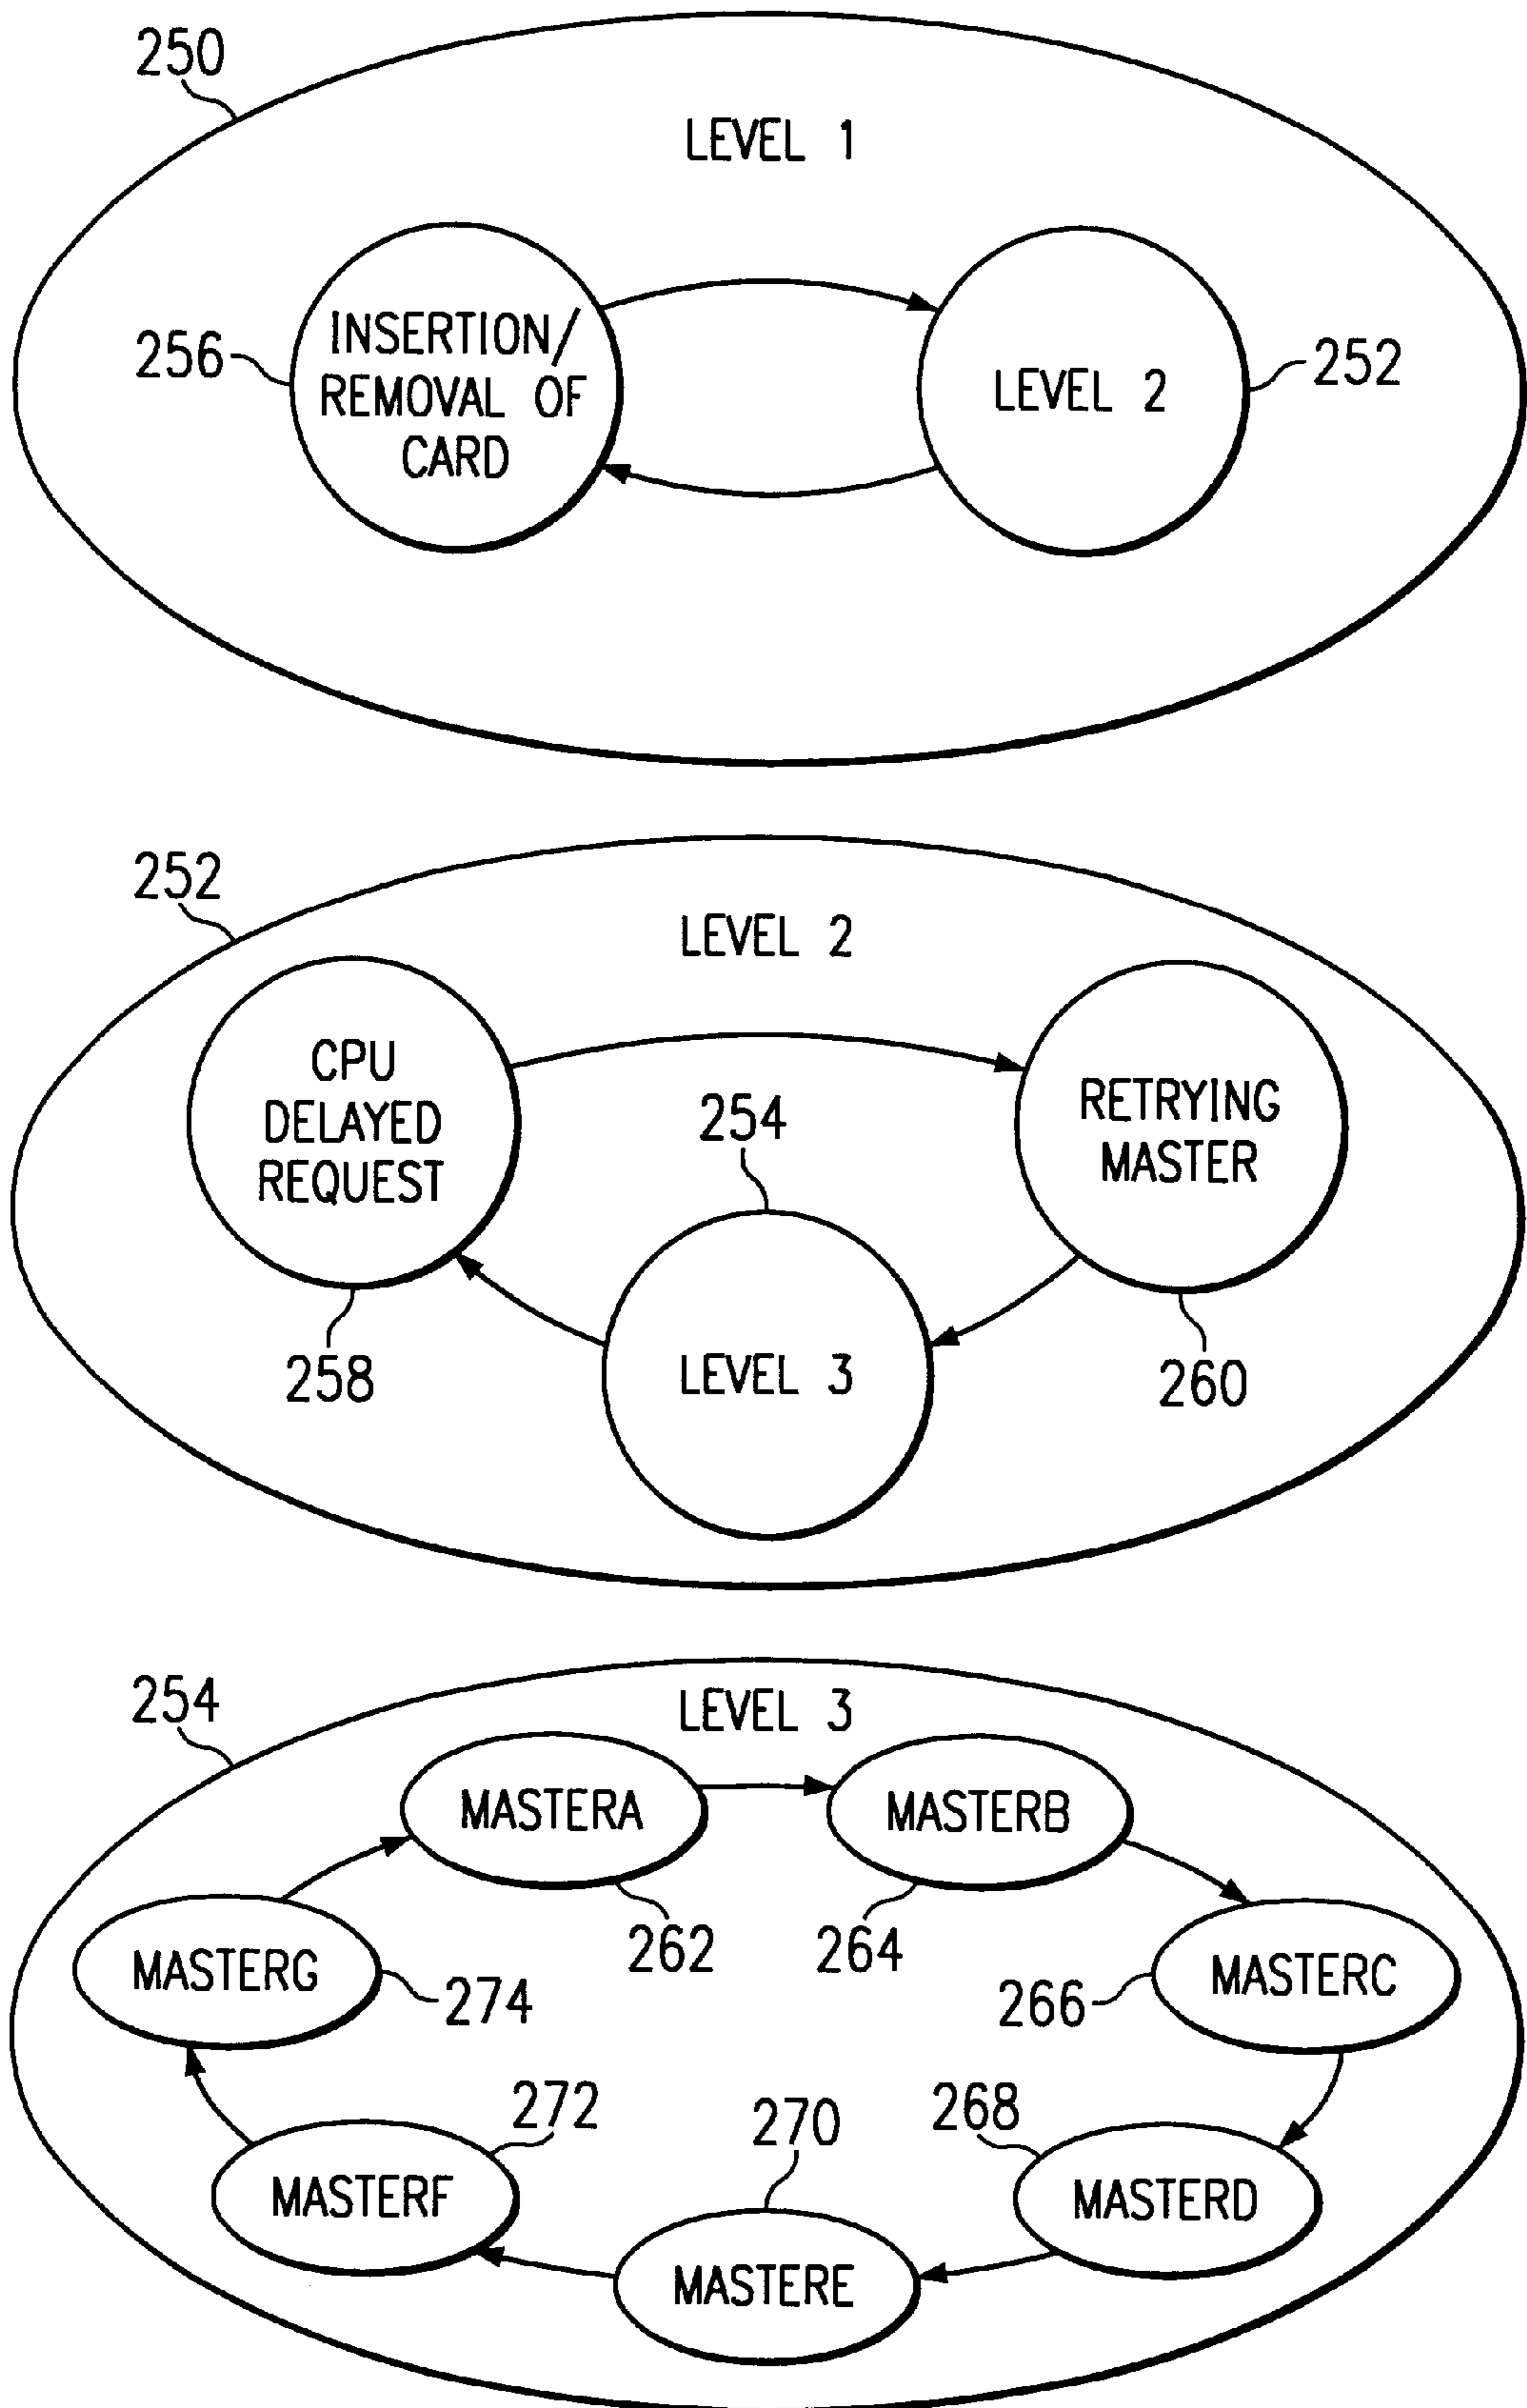 250
LEVEL 1
INSERTION/
REMOVAL OF
CARD
256
LEVEL 2
252
252
LEVEL 2
CPU
DELAYED
REQUEST
254
RETRYING
MASTER
258
LEVEL 3
260
254
LEVEL 3
MASTERA
MASTERB
262
264
MASTERG
274
266
MASTERC
272
270
268
MASTERF
MASTERD
MASTERE